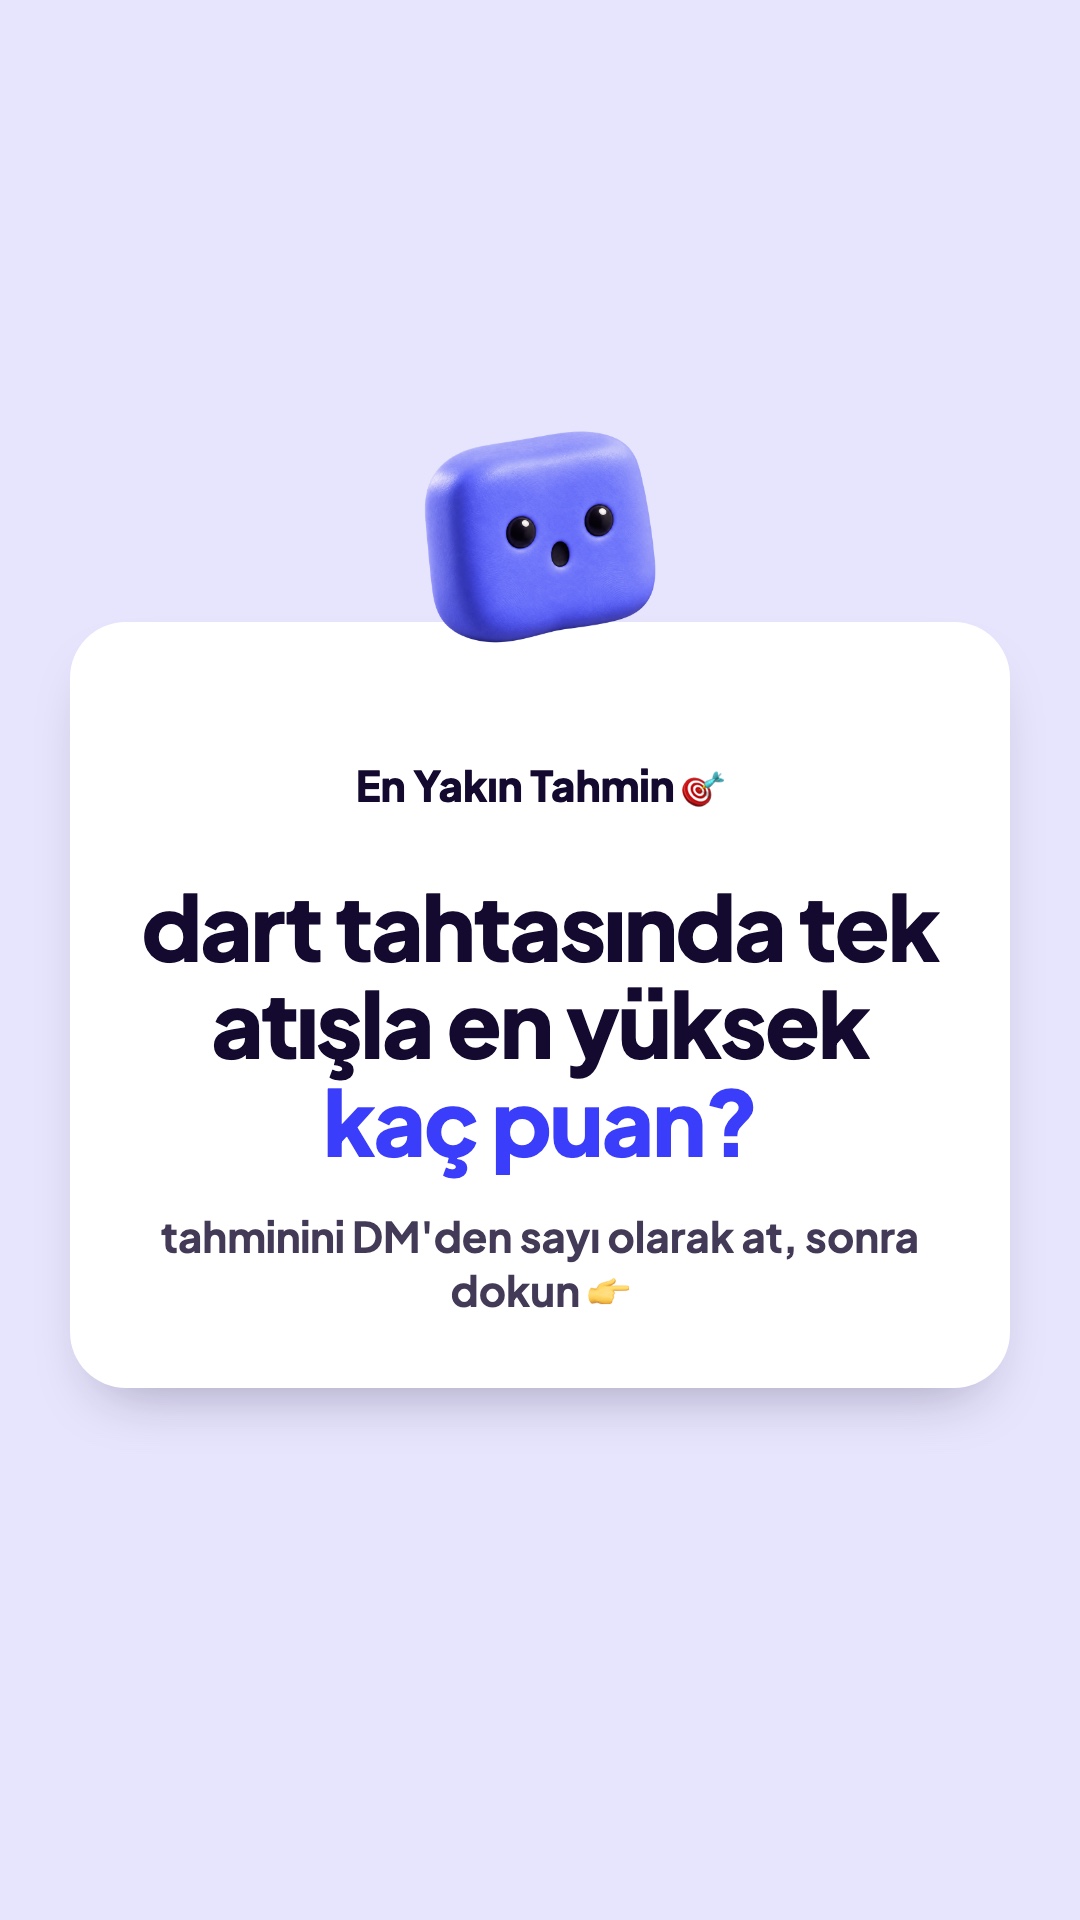 En Yakın Tahmin 🎯
dart tahtasında tek
atışla en yüksek
kaç puan?
tahminini DM'den sayı olarak at, sonra
dokun 👉